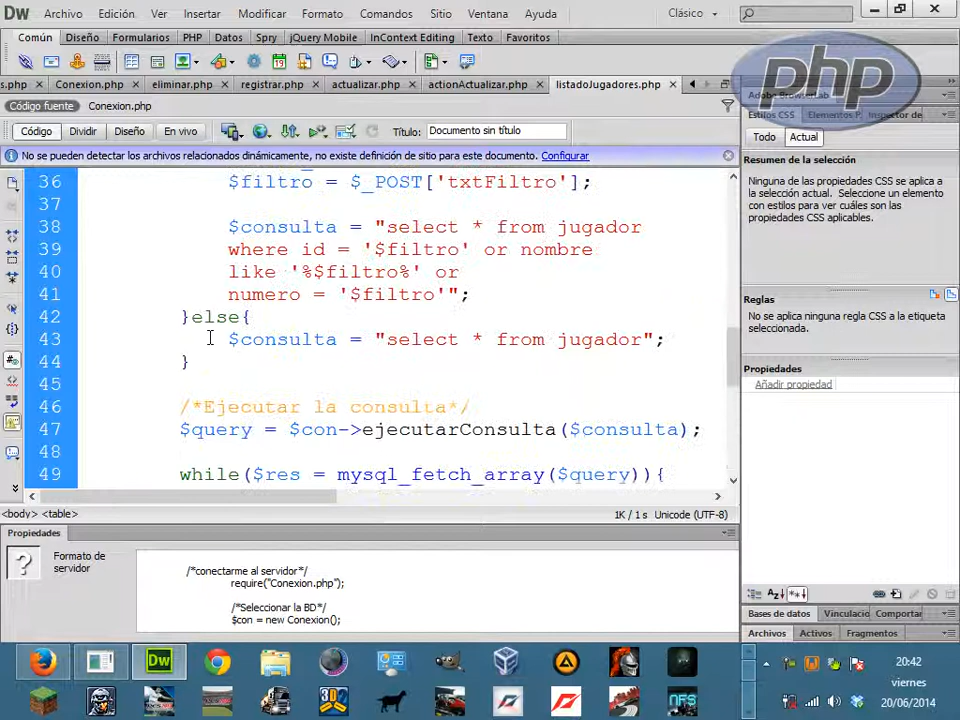 Dw Archivo Edición Ver Insertar Modificar Formato Comandos Sitio Ventana Ayuda Clásico
Común Diseño Formularios PHP Datos Spry jQuery Mobile InContext Editing Texto Favoritos
s.php Conexion.php eliminar.php registrar.php actualizar.php accionActualizar.php listadoJugadores.php
php
Código fuente Conexion.php
Adobe BrowserLab
Estilos CSS Elementos P Inspector de
Código Dividir Diseño En vivo Título: Documento sin título
Todo Actual
No se pueden detectar los archivos relacionados dinámicamente, no existe definición de sitio para este documento. Configurar
Resumen de la selección
Ninguna de las propiedades CSS se aplica a
la selección actual. Seleccione un elemento
con estilos para ver cuáles son las
propiedades CSS aplicables.
36 $filtro = $_POST['txtFiltro'];
37
38 $consulta = "select * from jugador
39 where id = '$filtro' or nombre
40 like '%$filtro%' or
41 numero = '$filtro'";
42 }else{
43 $consulta = "select * from jugador";
44 }
45
46 /*Ejecutar la consulta*/
47 $query = $con->ejecutarConsulta($consulta);
48
49 while($res = mysql_fetch_array($query)){
Reglas
No se aplica ninguna regla CSS a la etiqueta
seleccionada.
Propiedades
Añadir propiedad
<body> <table> 1K / 1 s Unicode (UTF-8)
Propiedades
? Formato de
servidor
/*conectarme al servidor*/
require("Conexion.php");
/*Seleccionar la BD*/
$con = new Conexion();
Bases de datos Vinculacio Comportar
Archivos Activos Fragmentos
Dw
20:42
viernes
20/06/2014